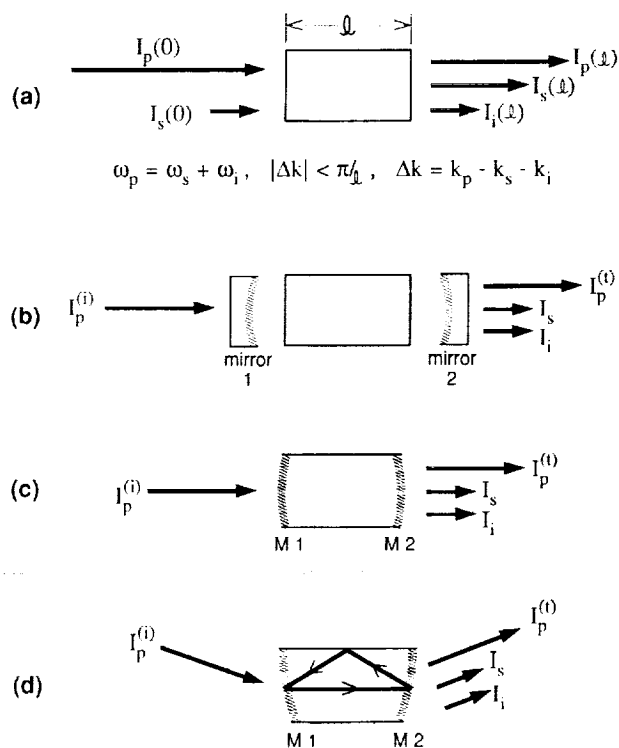 I_p(0)
I_s(0)
ℓ
I_p(ℓ)
I_s(ℓ)
I_i(ℓ)
(a)
ω_p = ω_s + ω_i , |Δk| < π/ℓ , Δk = k_p - k_s - k_i
(b)
I_p^(i)
mirror 1
mirror 2
I_p^(t)
I_s
I_i
(c)
I_p^(i)
M 1
M 2
I_p^(t)
I_s
I_i
(d)
I_p^(i)
M 1
M 2
I_p^(t)
I_s
I_i